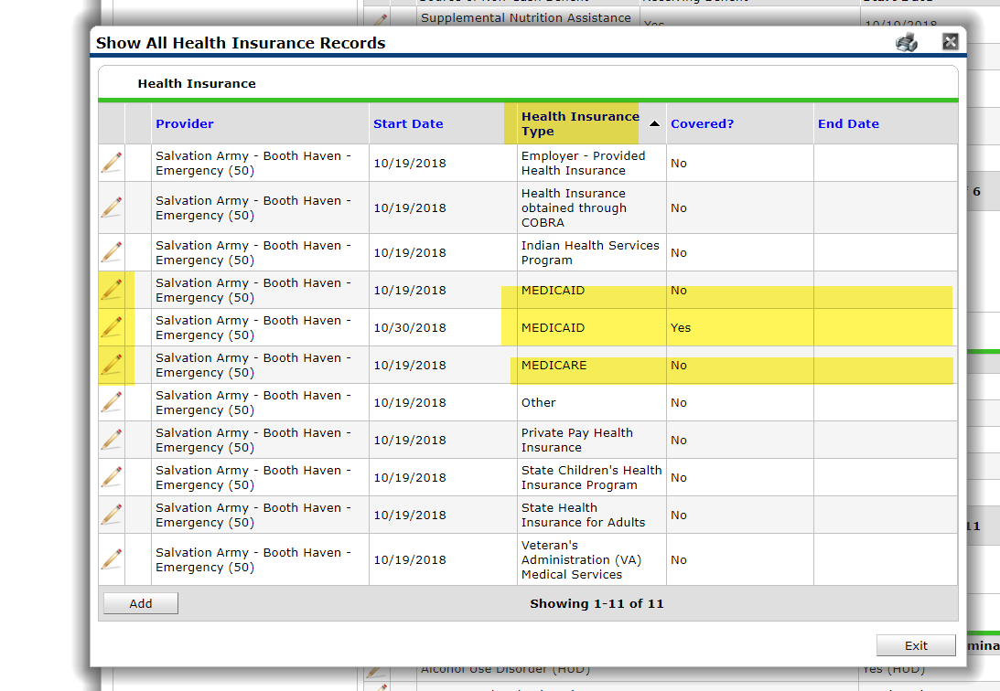 Supplemental Nutrition Assistance
Show All Health Insurance Records
Health Insurance
Provider Start Date Health Insurance Type Covered? End Date
Salvation Army - Booth Haven -
Emergency (50)
10/19/2018
Employer - Provided
Health Insurance
No
Salvation Army - Booth Haven -
Emergency (50)
10/19/2018
Health Insurance
obtained through
COBRA
No
6
Salvation Army - Booth Haven -
Emergency (50)
10/19/2018
Indian Health Services
Program
No
Salvation Army - Booth Haven -
Emergency (50)
10/19/2018
MEDICAID
No
Salvation Army - Booth Haven -
Emergency (50)
10/30/2018
MEDICAID
Yes
Salvation Army - Booth Haven -
Emergency (50)
10/19/2018
MEDICARE
No
Salvation Army - Booth Haven -
Emergency (50)
10/19/2018
Other
No
Salvation Army - Booth Haven -
Emergency (50)
10/19/2018
Private Pay Health
Insurance
No
Salvation Army - Booth Haven -
Emergency (50)
10/19/2018
State Children's Health
Insurance Program
No
Salvation Army - Booth Haven -
Emergency (50)
10/19/2018
State Health
Insurance for Adults
No
11
Salvation Army - Booth Haven -
Emergency (50)
10/19/2018
Veteran's
Administration (VA)
Medical Services
No
Add
Showing 1-11 of 11
Exit
mina
Alcohol Use Disorder (HUD)
Yes (HUD)